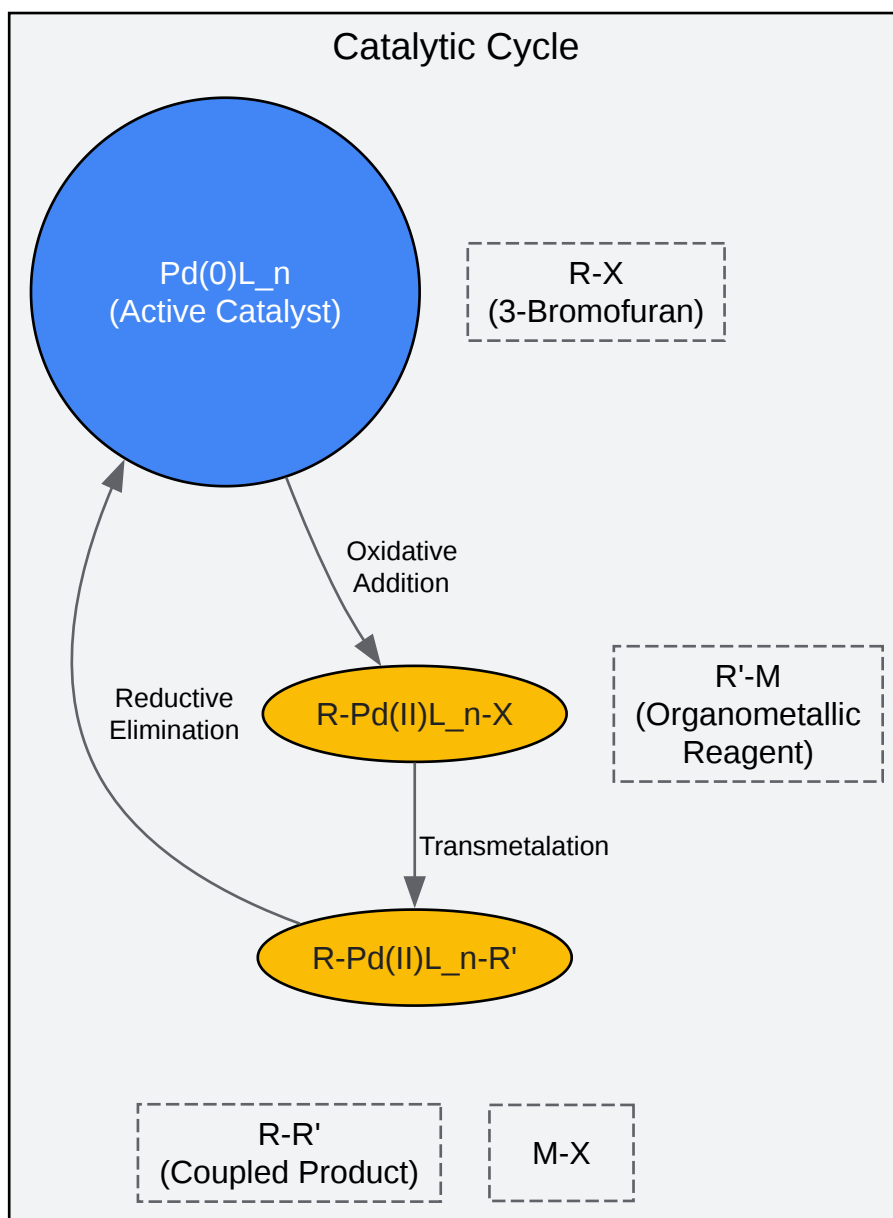 Catalytic Cycle
Pd(0)L_n
(Active Catalyst)
R-X
(3-Bromofuran)
Oxidative
Addition
R'-M
(Organometallic
Reagent)
Reductive
Elimination
R-Pd(II)L_n-X
Transmetalation
R-Pd(II)L_n-R'
R-R'
(Coupled Product)
M-X